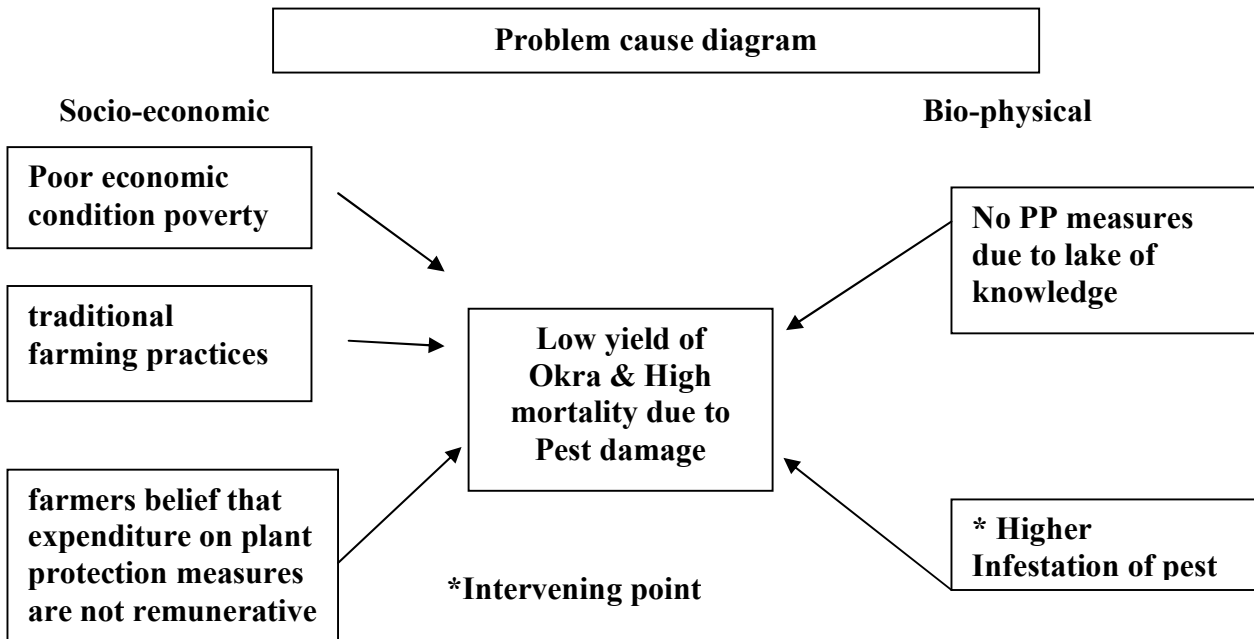 Problem cause diagram
Socio-economic
Bio-physical
Poor economic
condition poverty
No PP measures
due to lake of
knowledge
traditional
farming practices
Low yield of
Okra & High
mortality due to
Pest damage
farmers belief that
expenditure on plant
protection measures
are not remunerative
* Higher
Infestation of pest
*Intervening point